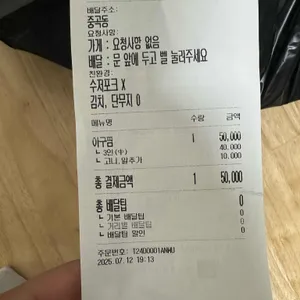 배달주소:
중곡동
요청사항:
가게 : 요청사항 없음
배달 : 문 앞에 두고 벨 눌러주세요
친환경:
수저포크 X
김치, 단무지 O
메뉴명 수량 금액
아구찜 1 50,000
ㄴ 2인(中) 40,000
ㄴ 고니,알추가 10,000
총 결제금액 1 50,000
총 배달팁 0
ㄴ 기본 배달팁 0
ㄴ 거리별 배달팁 0
ㄴ 배달팁 할인 0
주문번호: T24D0001ANHU
2025.07.12 19:13